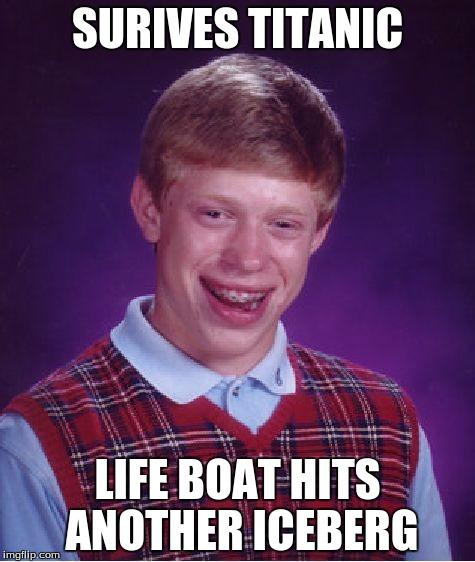 SURIVES TITANIC
LIFE BOAT HITS
ANOTHER ICEBERG
imgflip.com